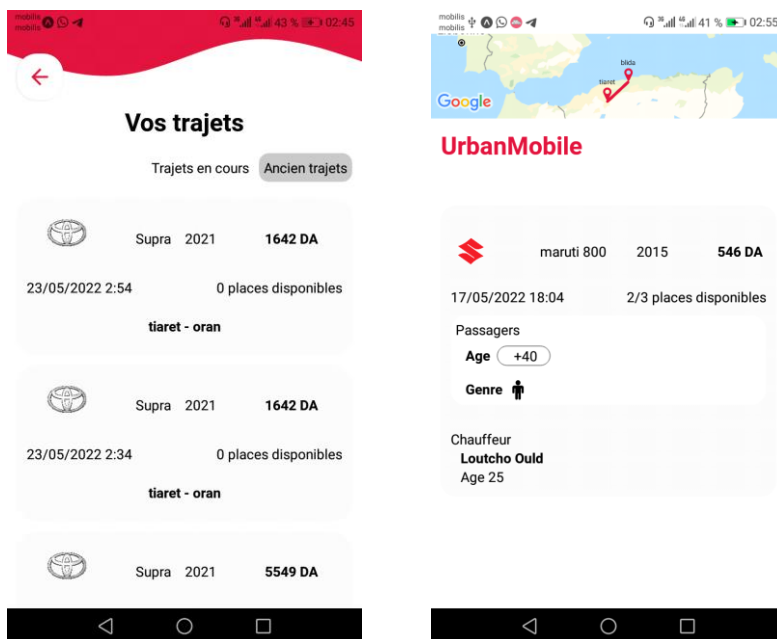 mobilis
mobilis
43 %
02:45
Vos trajets
Trajets en cours
Ancien trajets
Supra 2021 1642 DA
23/05/2022 2:54 0 places disponibles
tiaret - oran
Supra 2021 1642 DA
23/05/2022 2:34 0 places disponibles
tiaret - oran
Supra 2021 5549 DA
mobilis
mobilis
41 %
02:55
blida
tiaret
Google
UrbanMobile
maruti 800 2015 546 DA
17/05/2022 18:04 2/3 places disponibles
Passagers
Age +40
Genre
Chauffeur
Loutcho Ould
Age 25